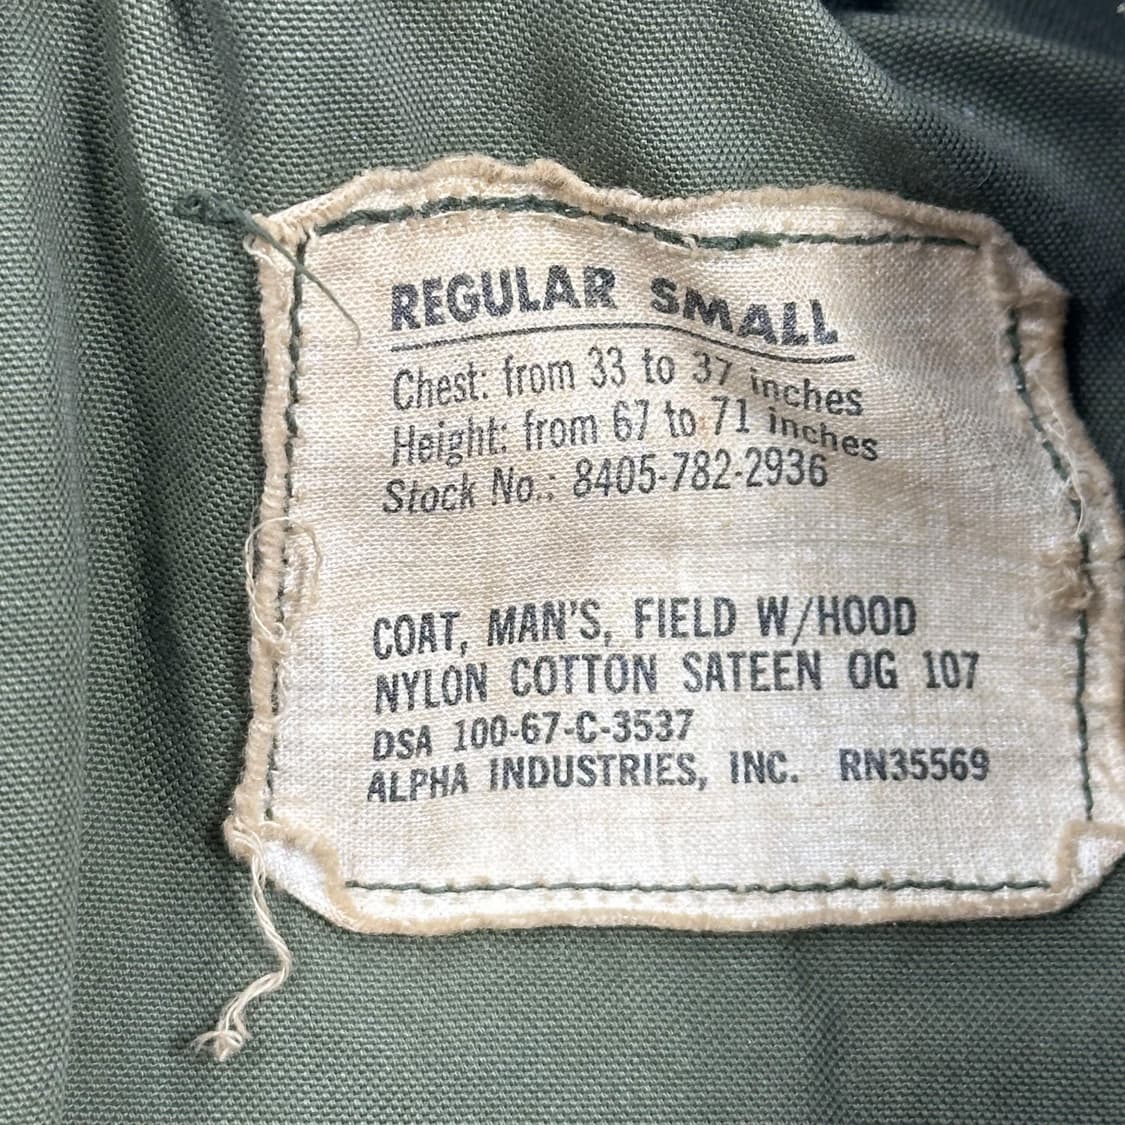 REGULAR SMALL
Chest: from 33 to 37 inches
Height: from 67 to 71 inches
Stock No.: 8405-782-2936
COAT, MAN'S, FIELD W/HOOD
NYLON COTTON SATEEN OG 107
DSA 100-67-C-3537
ALPHA INDUSTRIES, INC. RN35569